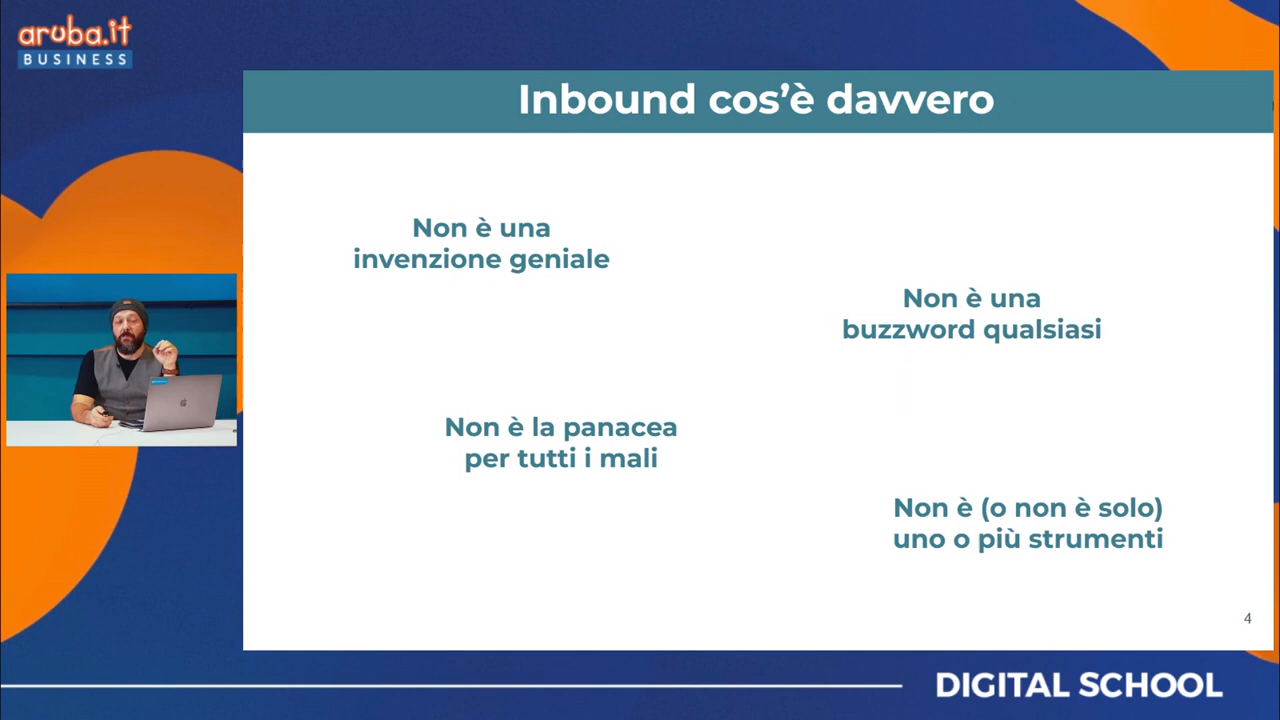 aruba.it
BUSINESS
Inbound cos’è davvero
Non è una
invenzione geniale
Non è una
buzzword qualsiasi
Non è la panacea
per tutti i mali
Non è (o non è solo)
uno o più strumenti
4
DIGITAL SCHOOL